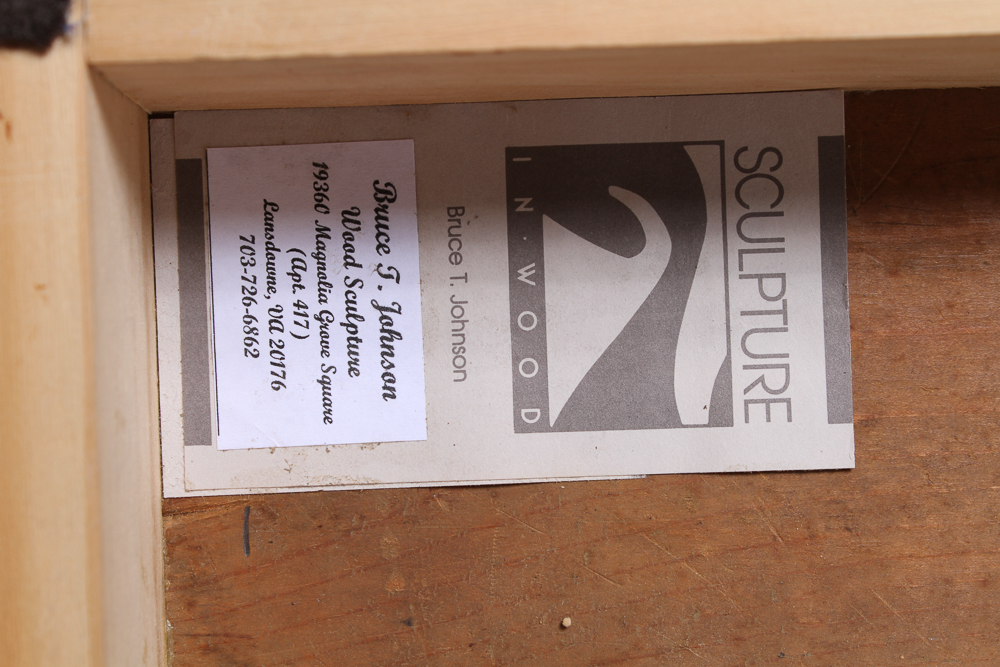 SCULPTURE
IN WOOD
Bruce T. Johnson
Bruce T. Johnson
Wood Sculpture
19360 Magnolia Grove Square
(Apt. 417)
Lansdowne, VA 20176
703-726-6862